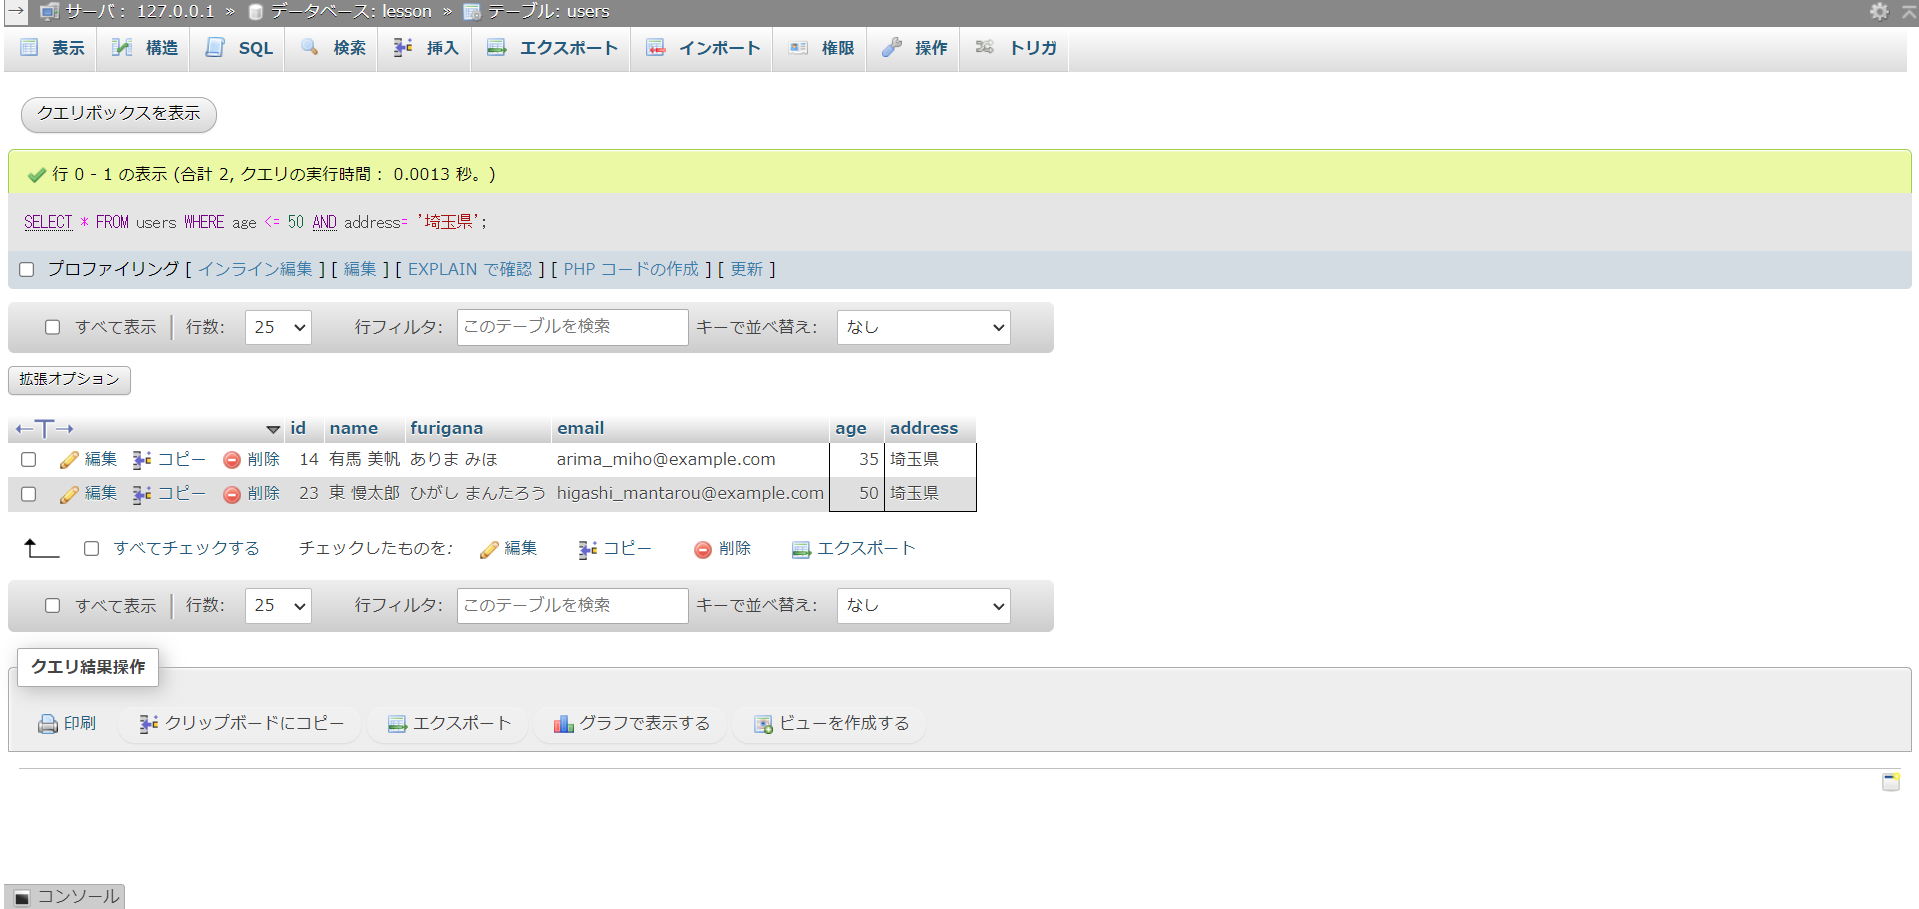 サーバ: 127.0.0.1 » データベース: lesson » テーブル: users
表示 構造 SQL 検索 挿入 エクスポート インポート 権限 操作 トリガ
クエリボックスを表示
行 0 - 1 の表示 (合計 2, クエリの実行時間: 0.0013 秒。)
SELECT * FROM users WHERE age <= 50 AND address= '埼玉県';
プロファイリング [ インライン編集 ] [ 編集 ] [ EXPLAIN で確認 ] [ PHP コードの作成 ] [ 更新 ]
すべて表示 行数: 25 行フィルタ: このテーブルを検索 キーで並べ替え: なし
拡張オプション
←T→ id name furigana email age address
編集 コピー 削除 14 有馬 美帆 ありま みほ arima_miho@example.com 35 埼玉県
編集 コピー 削除 23 東 慢太郎 ひがし まんたろう higashi_mantarou@example.com 50 埼玉県
すべてチェックする チェックしたものを: 編集 コピー 削除 エクスポート
すべて表示 行数: 25 行フィルタ: このテーブルを検索 キーで並べ替え: なし
クエリ結果操作
印刷 クリップボードにコピー エクスポート グラフで表示する ビューを作成する
コンソール